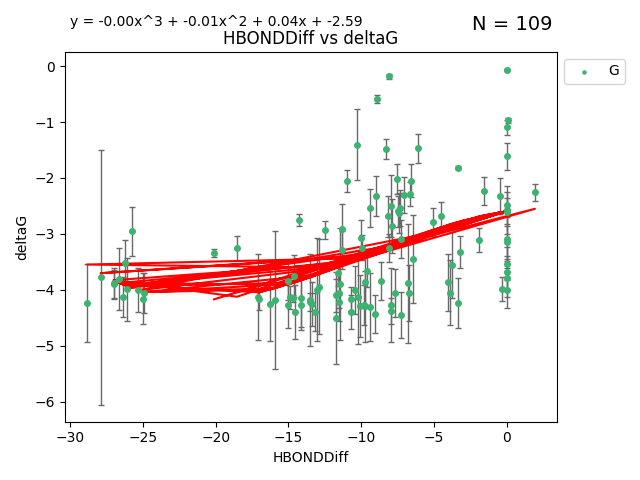 y = -0.00x^3 + -0.01x^2 + 0.04x + -2.59
N = 109
HBONDDiff vs deltaG
G
deltaG
0
−1
−2
−3
−4
−5
−6
−30 −25 −20 −15 −10 −5 0
HBONDDiff